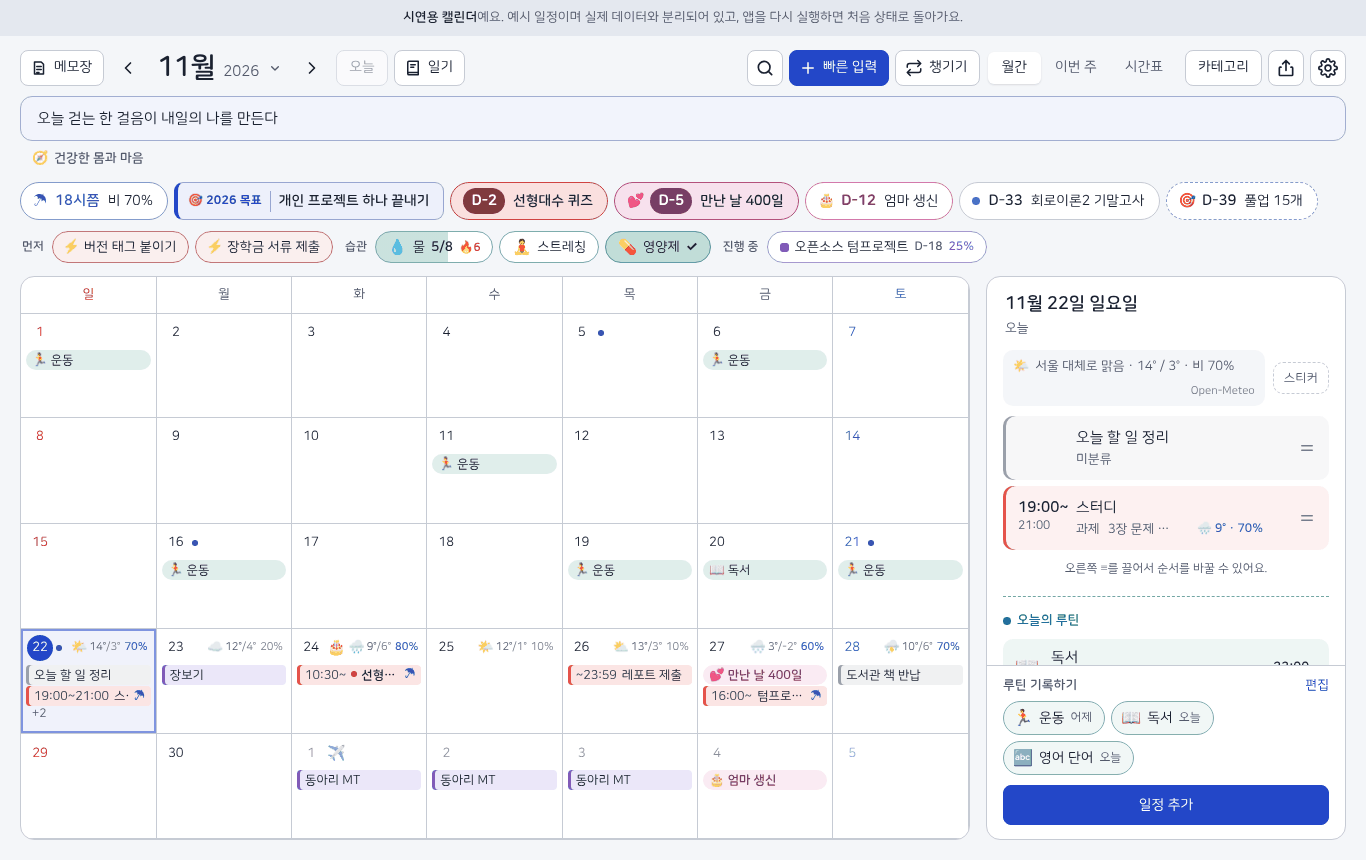 시연용 캘린더예요. 예시 일정이며 실제 데이터와 분리되어 있고, 앱을 다시 실행하면 처음 상태로 돌아가요.
메모장 11월 2026 오늘 일기 빠른 입력 챙기기 월간 이번 주 시간표 카테고리
오늘 걷는 한 걸음이 내일의 나를 만든다
건강한 몸과 마음
18시쯤 비 70% 2026 목표 개인 프로젝트 하나 끝내기 D-2 선형대수 퀴즈 D-5 만난 날 400일 D-12 엄마 생신 D-33 회로이론2 기말고사 D-39 풀업 15개
먼저 버전 태그 붙이기 장학금 서류 제출 습관 물 5/8 6 스트레칭 영양제 진행 중 오픈소스 텀프로젝트 D-18 25%
일 월 화 수 목 금 토
1 2 3 4 5 6 7
운동 운동
8 9 10 11 12 13 14
운동
15 16 17 18 19 20 21
운동 운동 독서 운동
22 14°/3° 70% 23 12°/4° 20% 24 9°/6° 80% 25 12°/1° 10% 26 13°/3° 10% 27 3°/-2° 60% 28 10°/6° 70%
오늘 할 일 정리 장보기 10:30~ 선형… ~23:59 레포트 제출 만난 날 400일 도서관 책 반납
19:00~21:00 스· 16:00~ 텀프로…
+2
29 30 1 2 3 4 5
동아리 MT 동아리 MT 동아리 MT 엄마 생신
11월 22일 일요일
오늘
서울 대체로 맑음 · 14° / 3° · 비 70%
Open-Meteo
스티커
오늘 할 일 정리
미분류
19:00~ 스터디
21:00 과제 3장 문제 … 9° · 70%
오른쪽 =를 끌어서 순서를 바꿀 수 있어요.
오늘의 루틴
독서
루틴 기록하기 편집
운동 어제 독서 오늘
abc 영어 단어 오늘
일정 추가